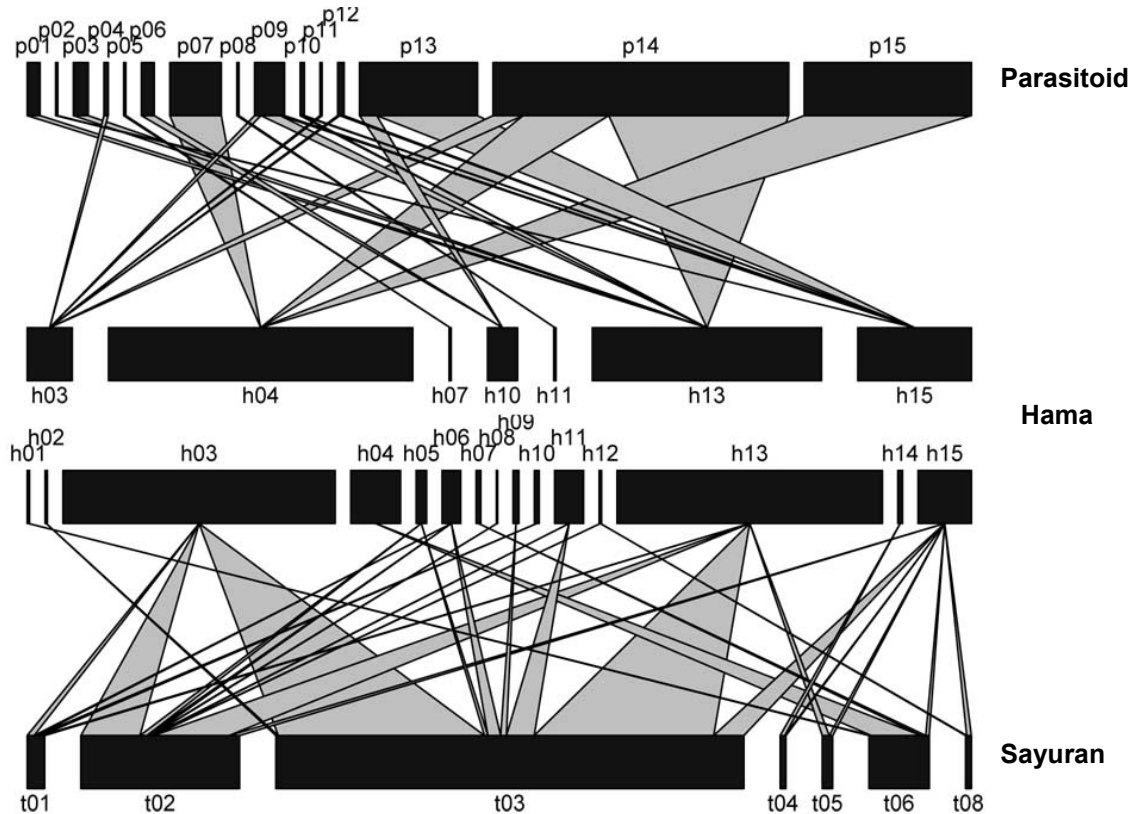 p01 p02 p03 p04 p05 p06 p07 p08 p09 p10 p11 p12 p13 p14 p15
Parasitoid
h03 h04 h07 h10 h11 h13 h15
Hama
h01 h02 h03 h04 h05 h06 h07 h08 h09 h10 h11 h12 h13 h14 h15
Sayuran
t01 t02 t03 t04 t05 t06 t08